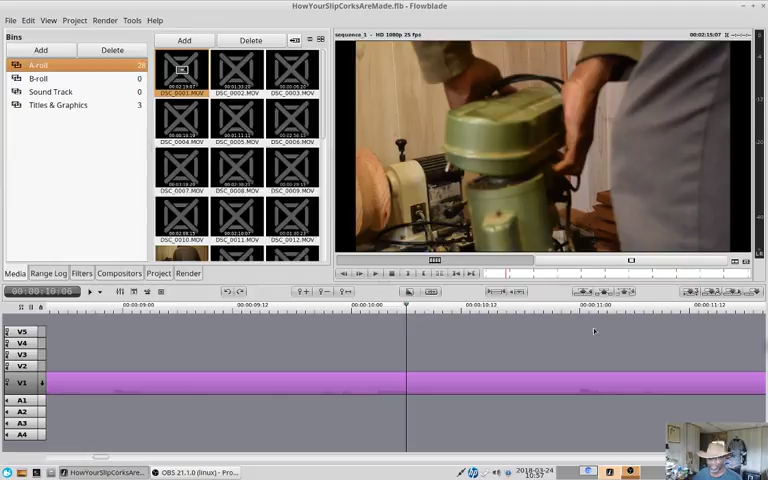 HowYourSlipCorksAreMade.flb - Flowblade
File Edit View Project Render Tools Help
Bins
Add Delete
A-roll 28
B-roll 0
Sound Track 0
Titles & Graphics 3
Add Delete
DSC_0001.MOV DSC_0002.MOV DSC_0003.MOV
DSC_0004.MOV DSC_0005.MOV DSC_0006.MOV
DSC_0007.MOV DSC_0008.MOV DSC_0009.MOV
DSC_0010.MOV DSC_0011.MOV DSC_0012.MOV
sequence_1 - HD 1080p 25 fps
00:02:15:07
Media Range Log Filters Compositors Project Render
00:00:10:06
00:00:09:00 00:00:09:12 00:00:10:00 00:00:10:12 00:00:11:00 00:00:11:12
V5
V4
V3
V2
V1
A1
A2
A3
A4
HowYourSlipCorksAre... OBS 21.1.0 (linux) - Pro...
2018-03-24
10:57